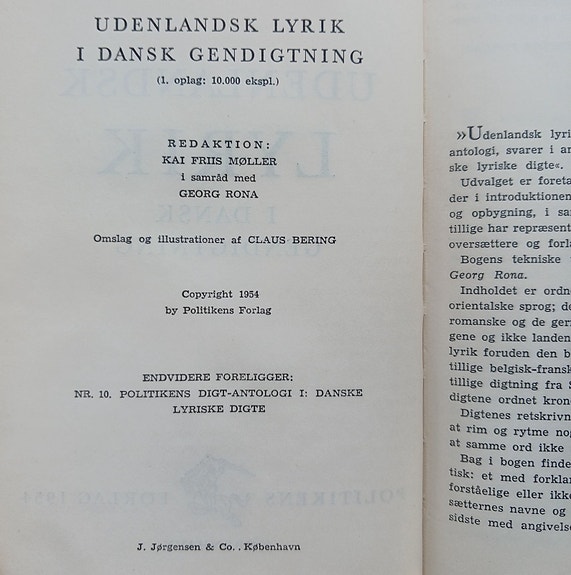 UDENLANDSK LYRIK
I DANSK GENDIGTNING
(1. oplag: 10.000 ekspl.)
REDAKTION:
KAI FRIIS MØLLER
i samråd med
GEORG RONA
Omslag og illustrationer af CLAUS BERING
Copyright 1954
by Politikens Forlag
ENDVIDERE FORELIGGER:
NR. 10. POLITIKENS DIGT-ANTOLOGI I: DANSKE
LYRISKE DIGTE
J. Jørgensen & Co., København
»Udenlandsk lyri
antologi, svarer i an
ske lyriske digte«.
Udvalget er foreta
der i introduktionen
og opbygning, i sa
tillige har repræsent
oversættere og forla
Bogens tekniske
Georg Rona.
Indholdet er ordne
orientalske sprog; de
romanske og de geri
gene og ikke landen
lyrik foruden den b
tillige belgisk-fransk
tillige digtning fra S
digtene ordnet kron
Digtenes retskrivn
at rim og rytme nog
at samme ord ikke
Bag i bogen finde
tisk: et med forklar
forståelige eller ikke
sætternes navne og
sidste med angivelse